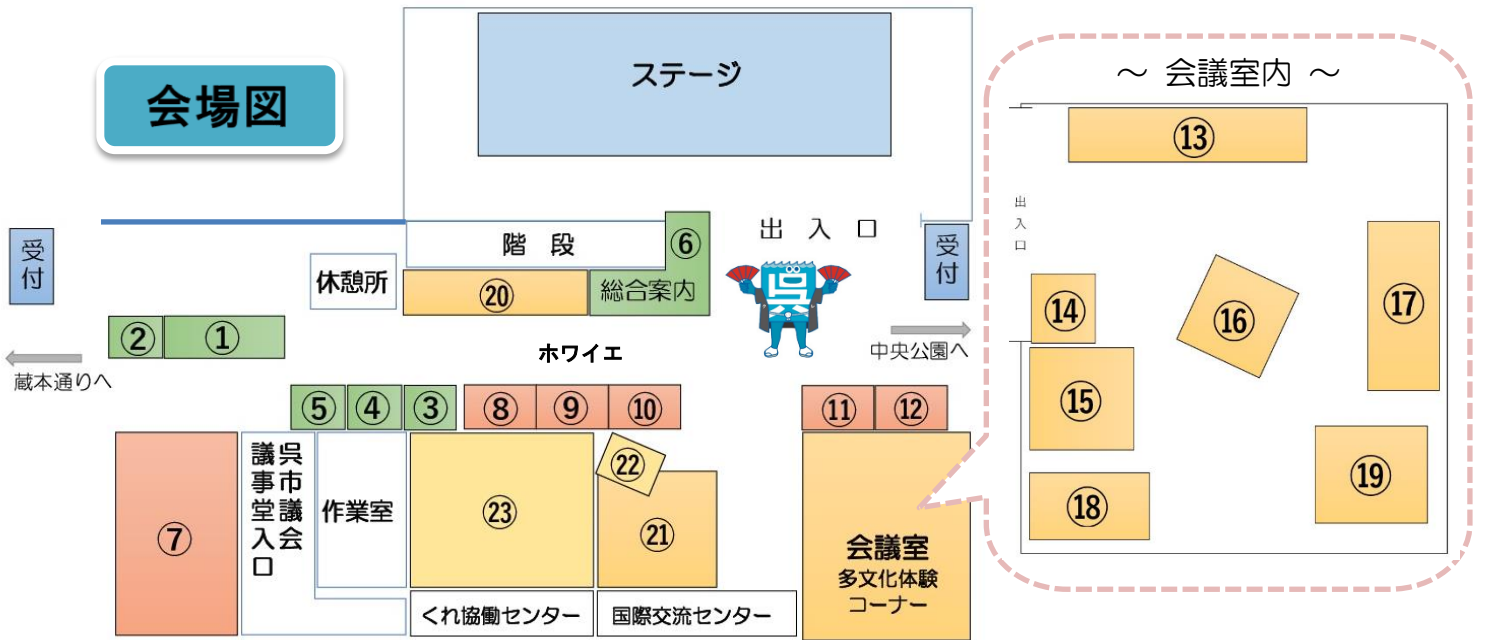 会場図
ステージ
～ 会議室内 ～
⑬
出入口
⑭
⑮
⑯
⑰
⑱
⑲
受付
階 段
⑥
総合案内
休憩所
⑳
出 入 口
呉
受付
②
①
蔵本通りへ
ホワイエ
中央公園へ
⑤
④
③
⑧
⑨
⑩
⑪
⑫
⑦
呉市議会
議事堂入口
作業室
㉓
㉒
㉑
会議室
多文化体験
コーナー
くれ協働センター
国際交流センター